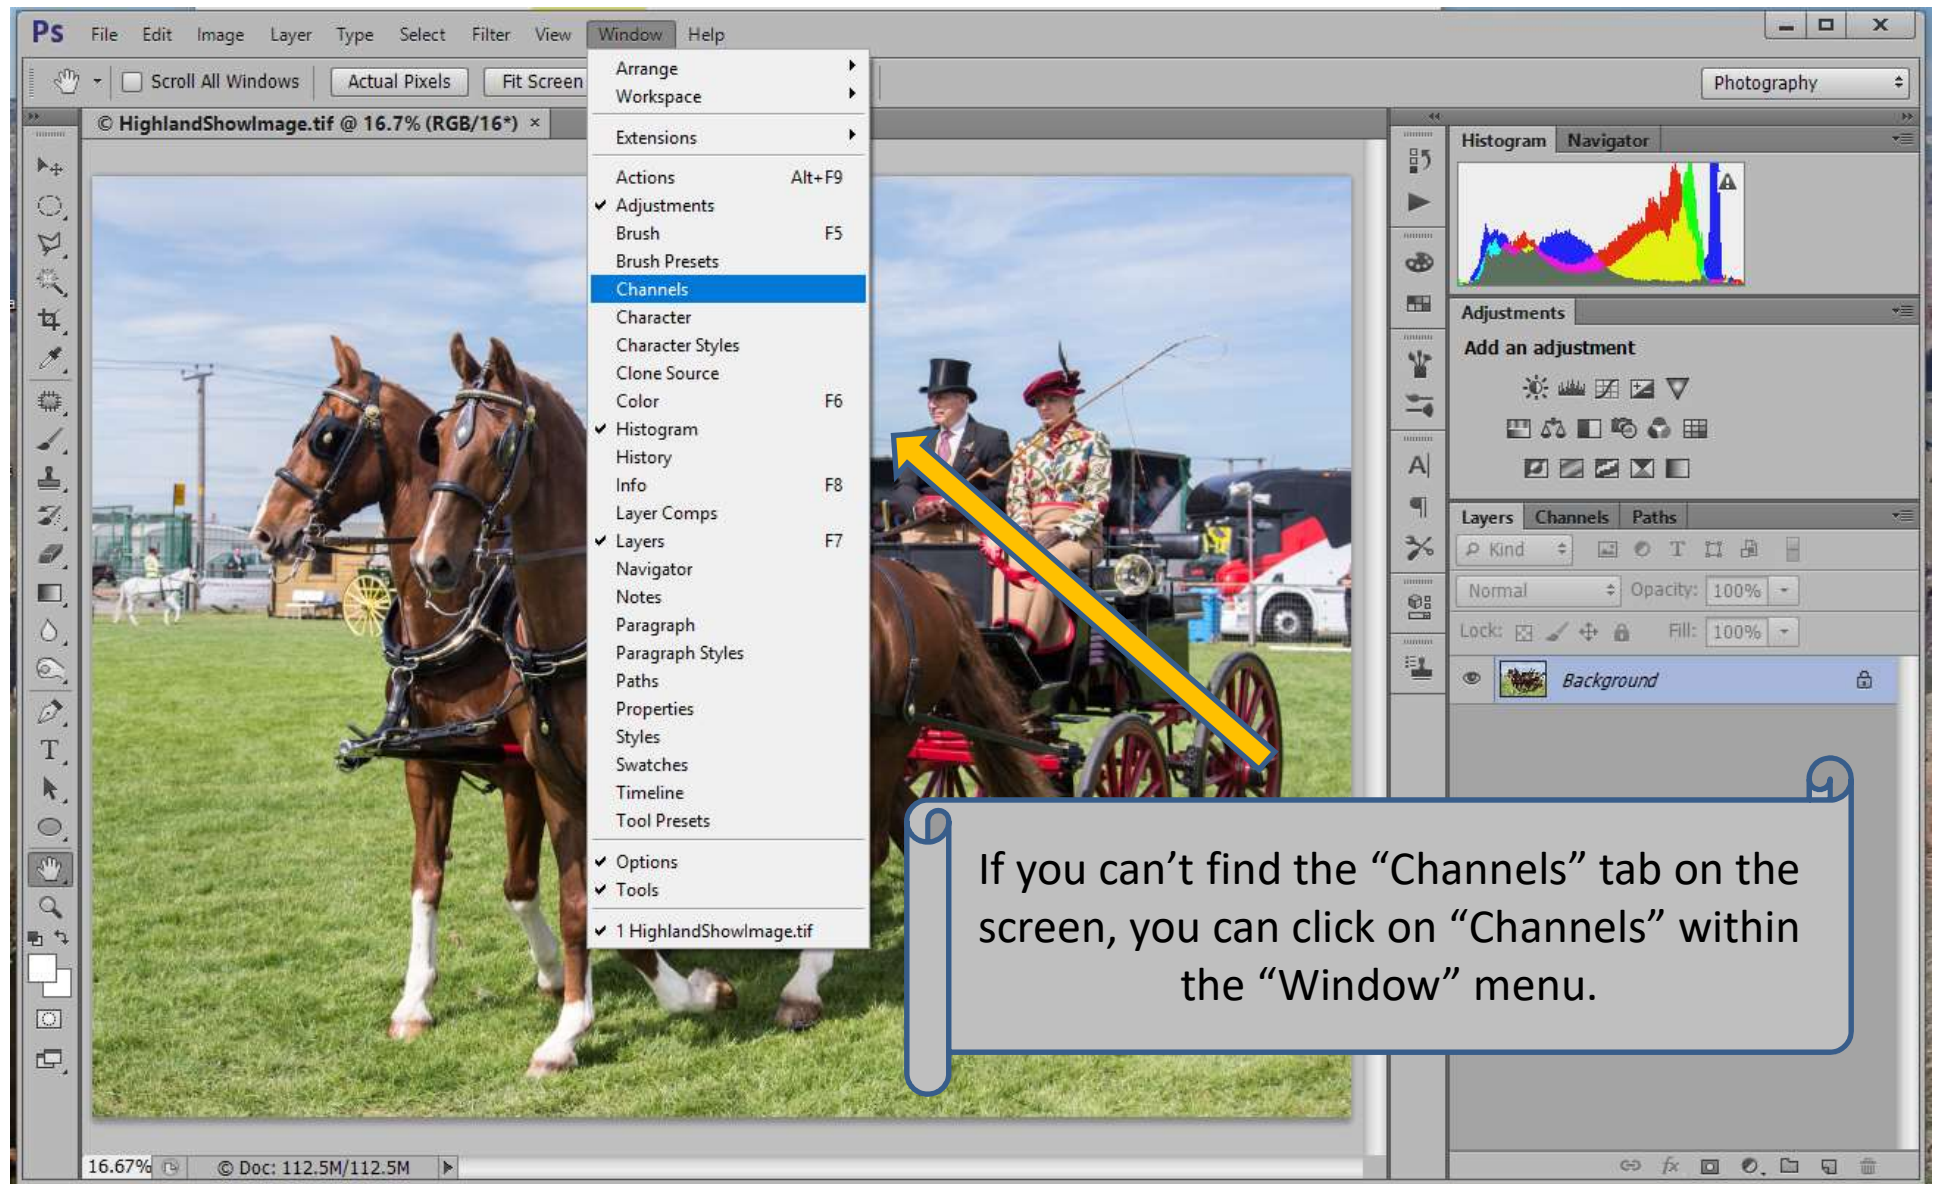 Ps File Edit Image Layer Type Select Filter View Window Help
Scroll All Windows Actual Pixels Fit Screen Photography
© HighlandShowImage.tif @ 16.7% (RGB/16*) ×
Arrange
Workspace
Extensions
Actions Alt+F9
Adjustments
Brush F5
Brush Presets
Channels
Character
Character Styles
Clone Source
Color F6
Histogram
History
Info F8
Layer Comps
Layers F7
Navigator
Notes
Paragraph
Paragraph Styles
Paths
Properties
Styles
Swatches
Timeline
Tool Presets
Options
Tools
1 HighlandShowImage.tif
Histogram Navigator
Adjustments
Add an adjustment
Layers Channels Paths
Kind
Normal Opacity: 100%
Lock: Fill: 100%
Background
If you can’t find the “Channels” tab on the
screen, you can click on “Channels” within
the “Window” menu.
16.67% © Doc: 112.5M/112.5M